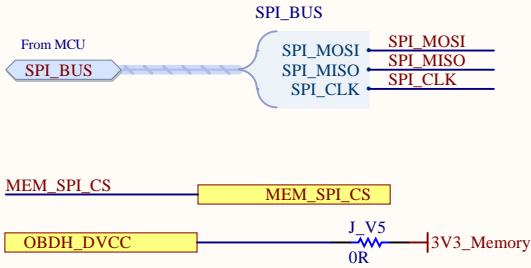 SPI_BUS
From MCU
SPI_BUS
SPI_MOSI SPI_MOSI
SPI_MISO SPI_MISO
SPI_CLK SPI_CLK
MEM_SPI_CS MEM_SPI_CS
J_V5
OBDH_DVCC 3V3_Memory
0R